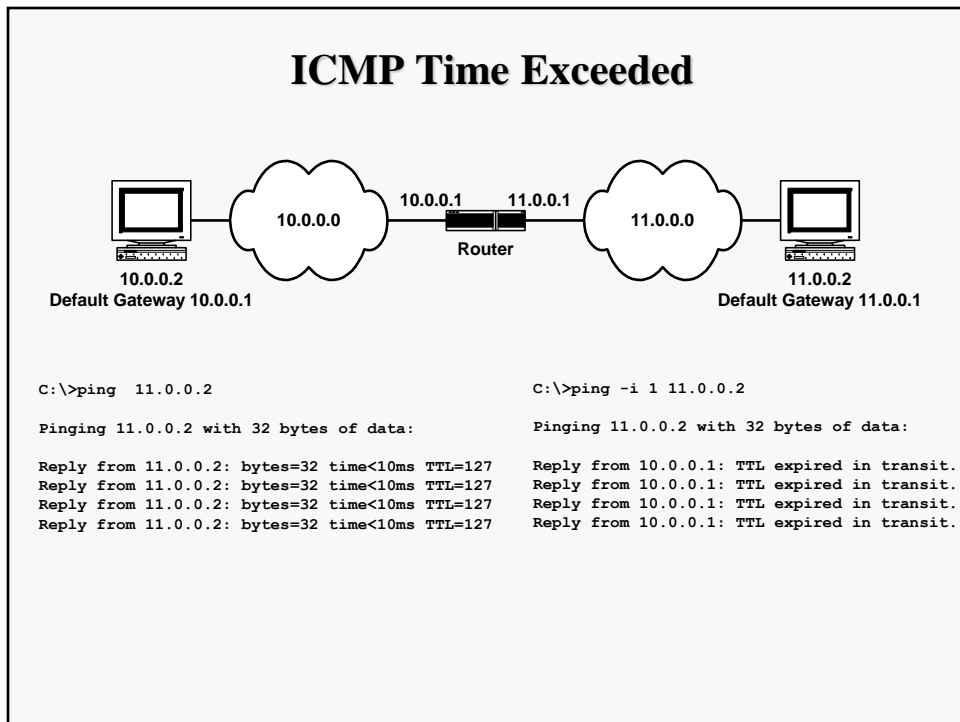 ICMP Time Exceeded
10.0.0.0
10.0.0.1
11.0.0.1
11.0.0.0
Router
10.0.0.2
Default Gateway 10.0.0.1
11.0.0.2
Default Gateway 11.0.0.1
C:\>ping  11.0.0.2
Pinging 11.0.0.2 with 32 bytes of data:
Reply from 11.0.0.2: bytes=32 time<10ms TTL=127
Reply from 11.0.0.2: bytes=32 time<10ms TTL=127
Reply from 11.0.0.2: bytes=32 time<10ms TTL=127
Reply from 11.0.0.2: bytes=32 time<10ms TTL=127
C:\>ping -i 1 11.0.0.2
Pinging 11.0.0.2 with 32 bytes of data:
Reply from 10.0.0.1: TTL expired in transit.
Reply from 10.0.0.1: TTL expired in transit.
Reply from 10.0.0.1: TTL expired in transit.
Reply from 10.0.0.1: TTL expired in transit.